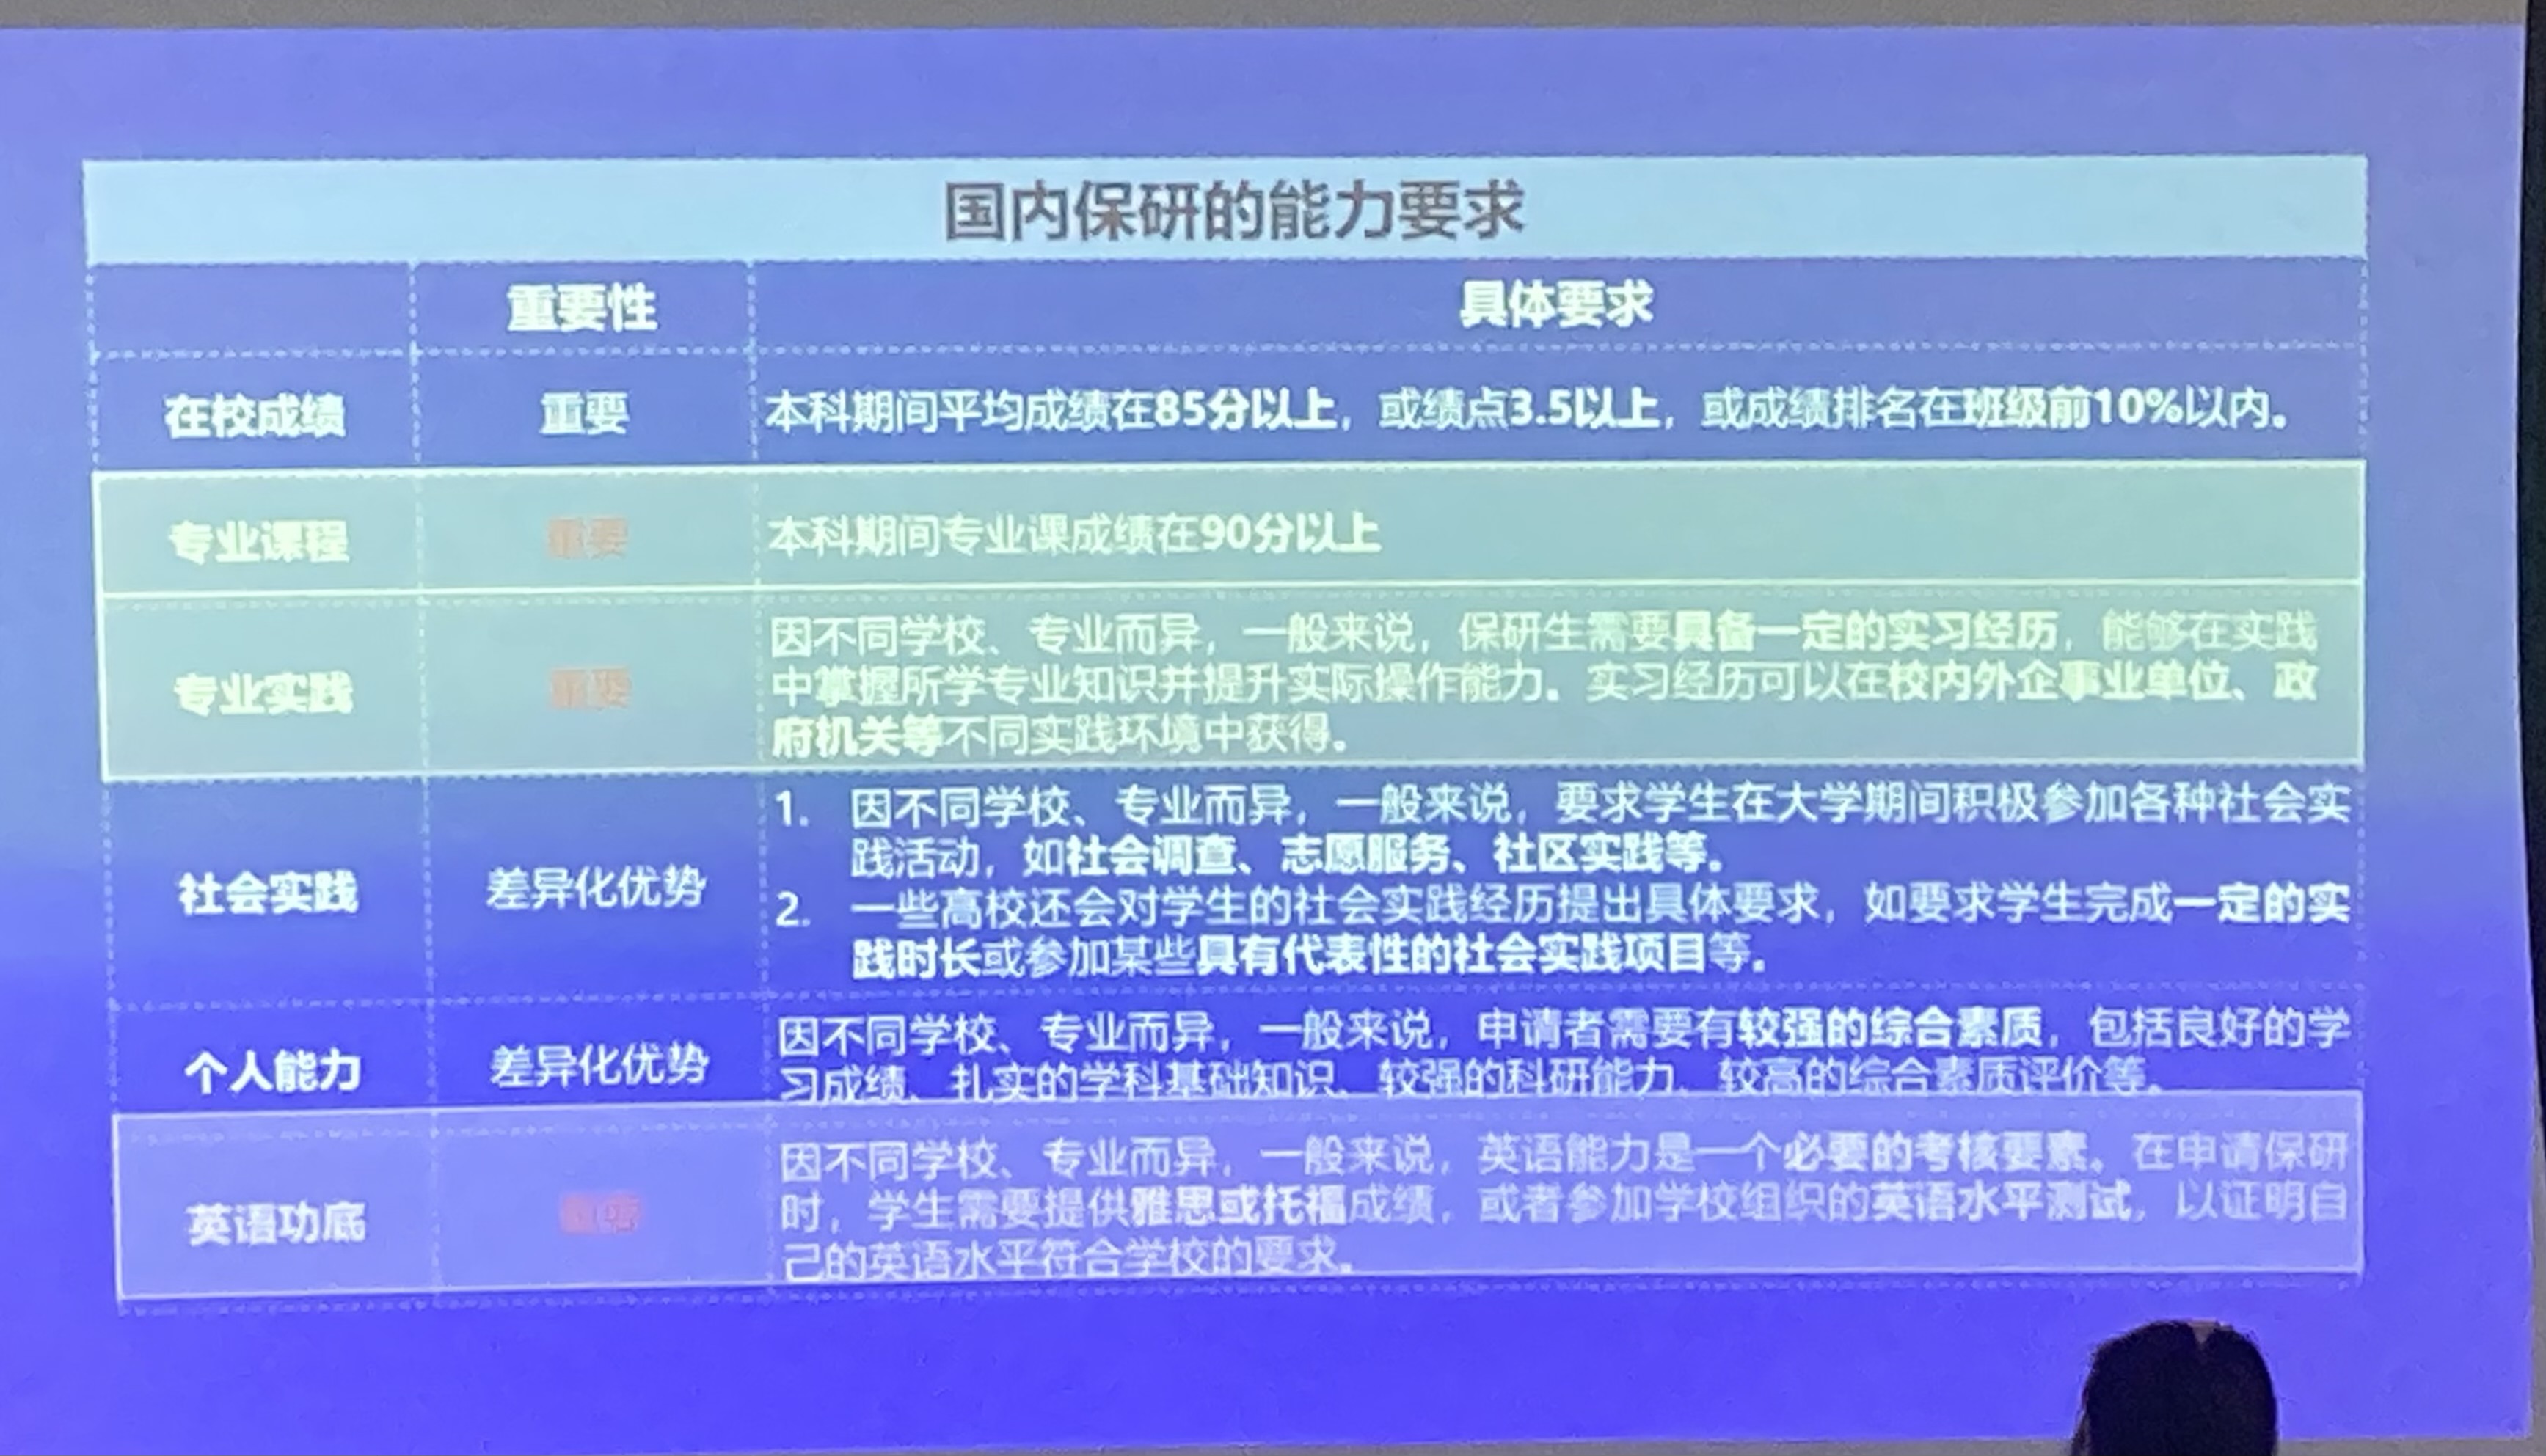 国内保研的能力要求
重要性 具体要求
在校成绩 重要 本科期间平均成绩在85分以上，或绩点3.5以上，或成绩排名在班级前10%以内。
专业课程 重要 本科期间专业课成绩在90分以上
因不同学校、专业而异，一般来说，保研生需要具备一定的实习经历，能够在实践
专业实践 重要 中掌握所学专业知识并提升实际操作能力。实习经历可以在校内外企事业单位、政
府机关等不同实践环境中获得。
1. 因不同学校、专业而异，一般来说，要求学生在大学期间积极参加各种社会实
践活动，如社会调查、志愿服务、社区实践等。
社会实践 差异化优势
2. 一些高校还会对学生的社会实践经历提出具体要求，如要求学生完成一定的实
践时长或参加某些具有代表性的社会实践项目等。
因不同学校、专业而异，一般来说，申请者需要有较强的综合素质，包括良好的学
个人能力 差异化优势 习成绩、扎实的学科基础知识、较强的科研能力、较高的综合素质评价等。
因不同学校、专业而异，一般来说，英语能力是一个必要的考核要素。在申请保研
英语功底 时，学生需要提供雅思或托福成绩，或者参加学校组织的英语水平测试，以证明自
己的英语水平符合学校的要求。